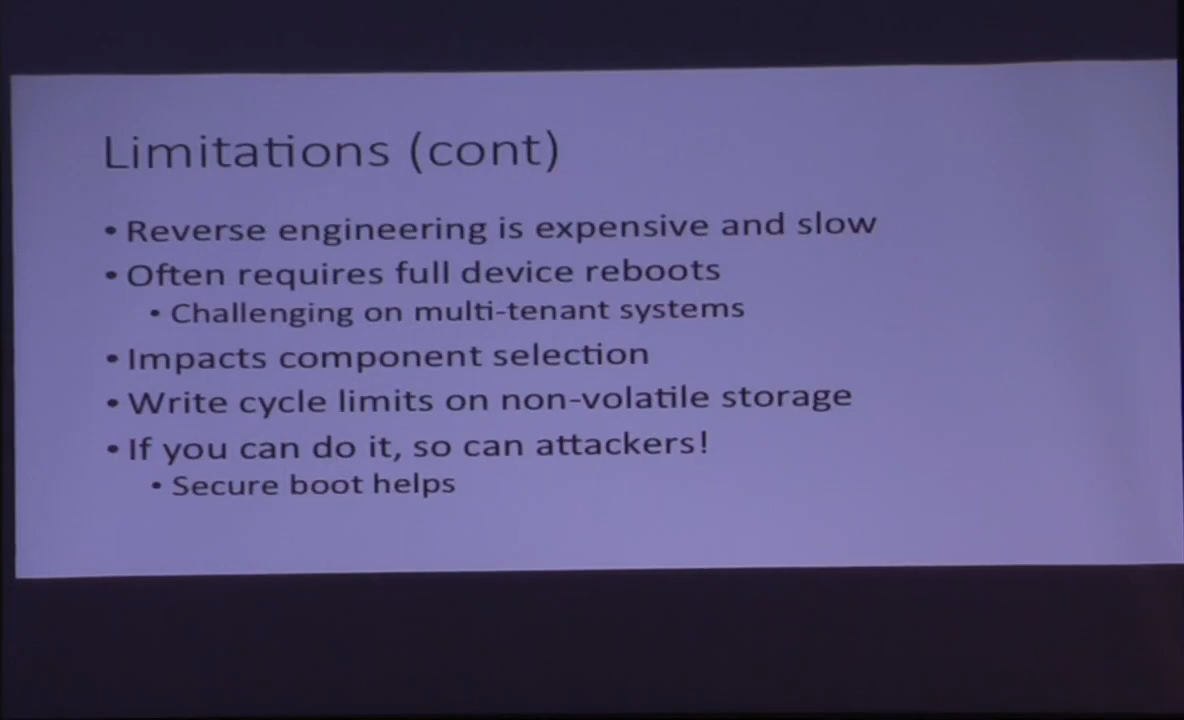 Limitations (cont)
• Reverse engineering is expensive and slow
• Often requires full device reboots
• Challenging on multi-tenant systems
• Impacts component selection
• Write cycle limits on non-volatile storage
• If you can do it, so can attackers!
• Secure boot helps